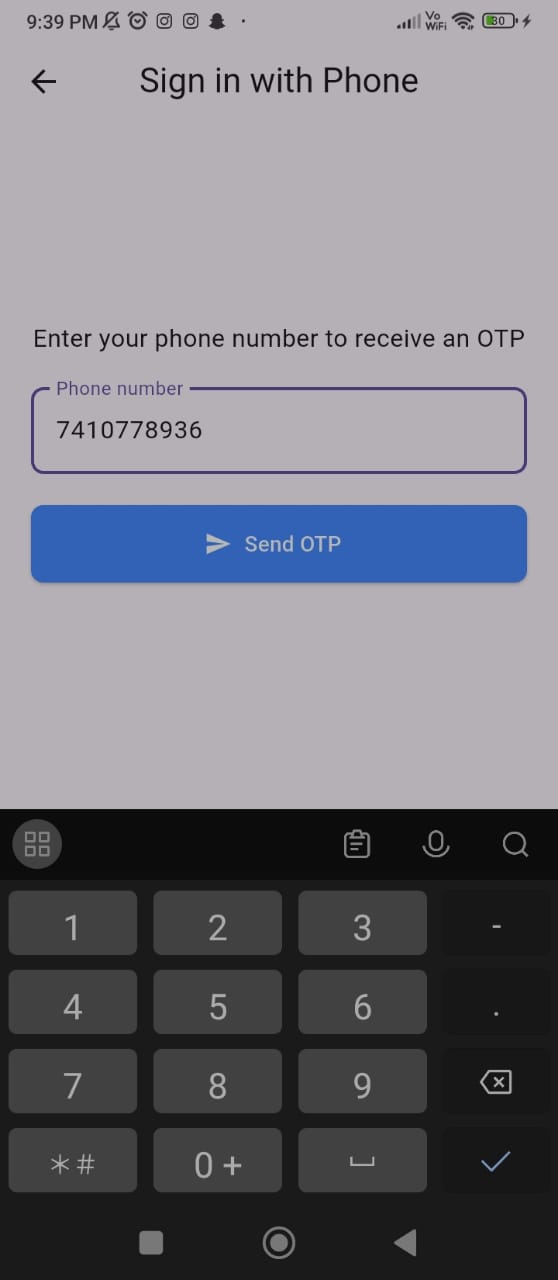 9:39 PM
Vo WiFi
30
Sign in with Phone
Enter your phone number to receive an OTP
Phone number
7410778936
Send OTP
1 2 3 -
4 5 6 .
7 8 9
*# 0 +